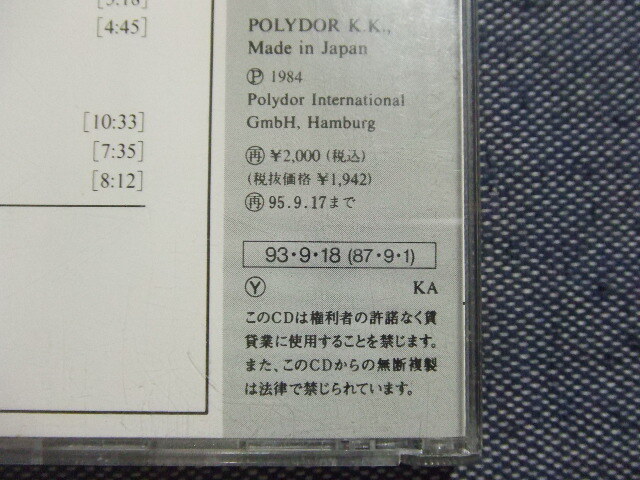 [4:45]
[10:33]
[7:35]
[8:12]
POLYDOR K.K.,
Made in Japan
Ⓟ 1984
Polydor International
GmbH, Hamburg
㊞ ¥2,000 (税込)
(税抜価格 ¥1,942)
95.9.17まで
93・9・18 (87・9・1)
Ⓨ KA
このCDは権利者の許諾なく賃
貸業に使用することを禁じます。
また、このCDからの無断複製
は法律で禁じられています。